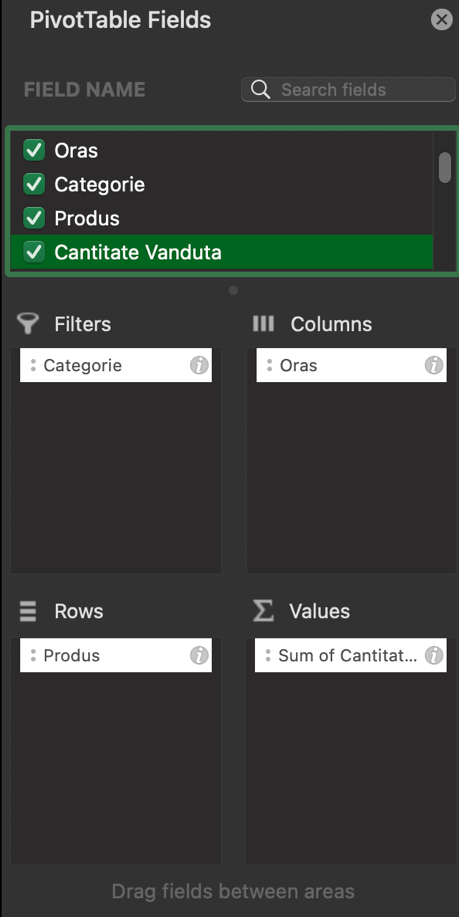 PivotTable Fields
FIELD NAME
Search fields
Oras
Categorie
Produs
Cantitate Vanduta
Filters
Columns
Categorie
Oras
Rows
Values
Produs
Sum of Cantitat...
Drag fields between areas